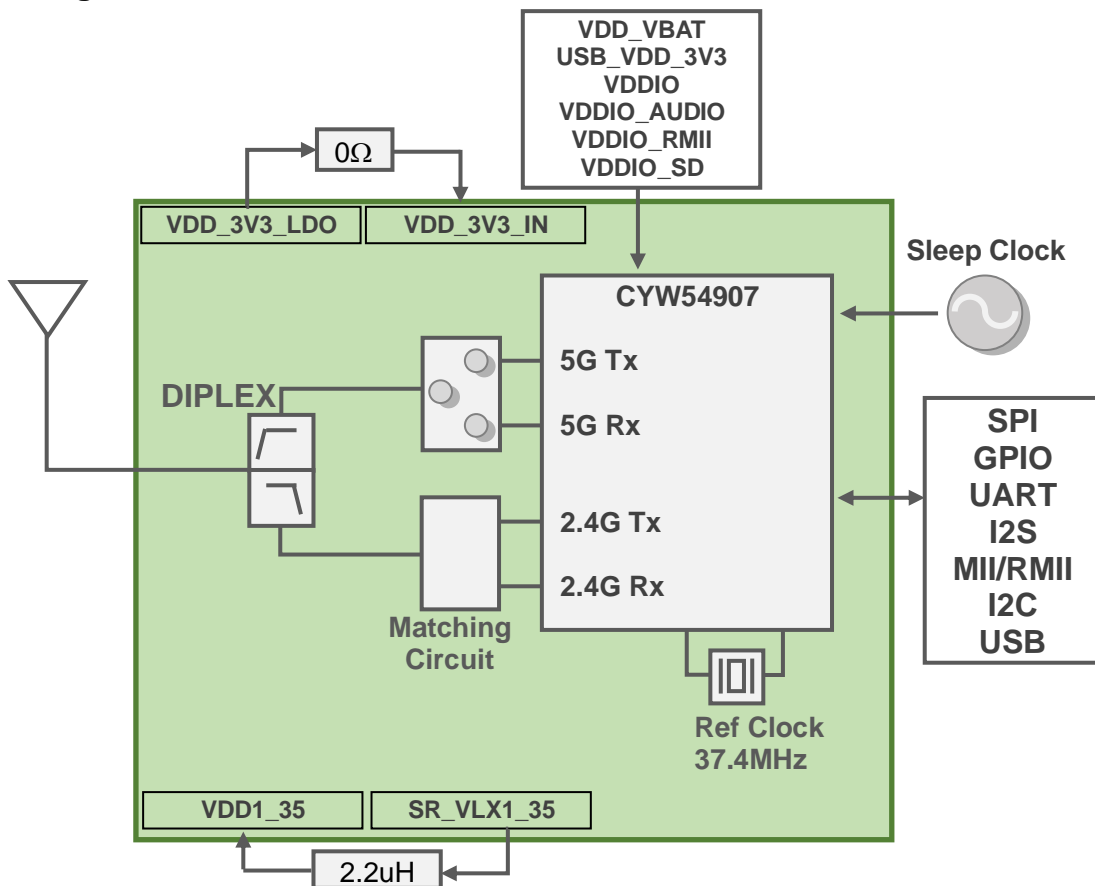 VDD_VBAT
USB_VDD_3V3
VDDIO
VDDIO_AUDIO
VDDIO_RMII
VDDIO_SD
0Ω
VDD_3V3_LDO
VDD_3V3_IN
Sleep Clock
CYW54907
5G Tx
DIPLEX
5G Rx
2.4G Tx
2.4G Rx
Matching
Circuit
SPI
GPIO
UART
I2S
MII/RMII
I2C
USB
Ref Clock
37.4MHz
VDD1_35
SR_VLX1_35
2.2uH